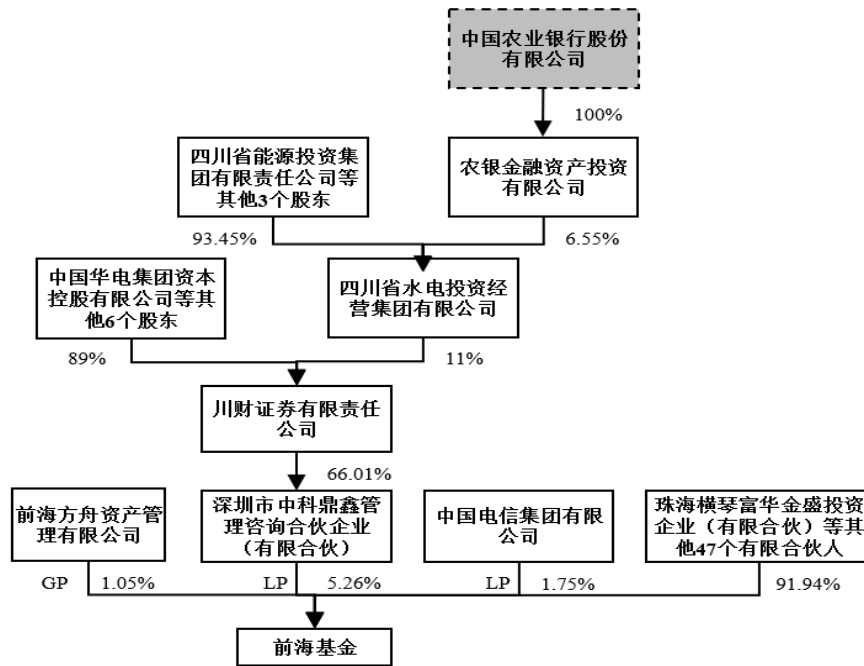 中国农业银行股份
有限公司
100%
四川省能源投资集
团有限责任公司等
其他3个股东
农银金融资产投资
有限公司
93.45%
6.55%
中国华电集团资本
控股有限公司等其
他6个股东
四川省水电投资经
营集团有限公司
89%
11%
川财证券有限责任
公司
66.01%
前海方舟资产管
理有限公司
深圳市中科鼎鑫管
理咨询合伙企业
（有限合伙）
中国电信集团有限
公司
珠海横琴富华金盛投资
企业（有限合伙）等其
他47个有限合伙人
GP 1.05%
LP 5.26%
LP 1.75%
91.94%
前海基金